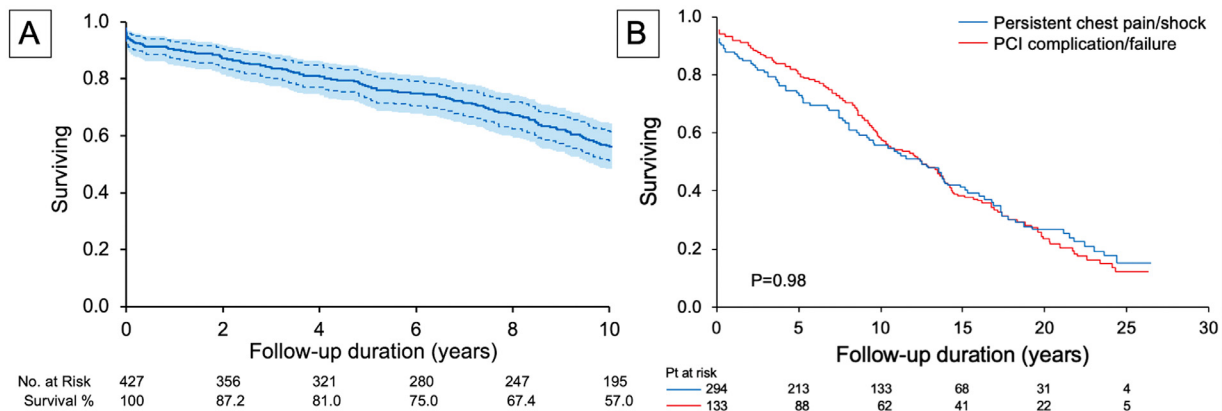 A
1.0
0.8
0.6
0.4
0.2
0.0
Surviving
0 2 4 6 8 10
Follow-up duration (years)
No. at Risk 427 356 321 280 247 195
Survival % 100 87.2 81.0 75.0 67.4 57.0
B
Persistent chest pain/shock
PCI complication/failure
1.0
0.8
0.6
0.4
0.2
0.0
Surviving
P=0.98
0 5 10 15 20 25 30
Follow-up duration (years)
Pt at risk
294 213 133 68 31 4
133 88 62 41 22 5